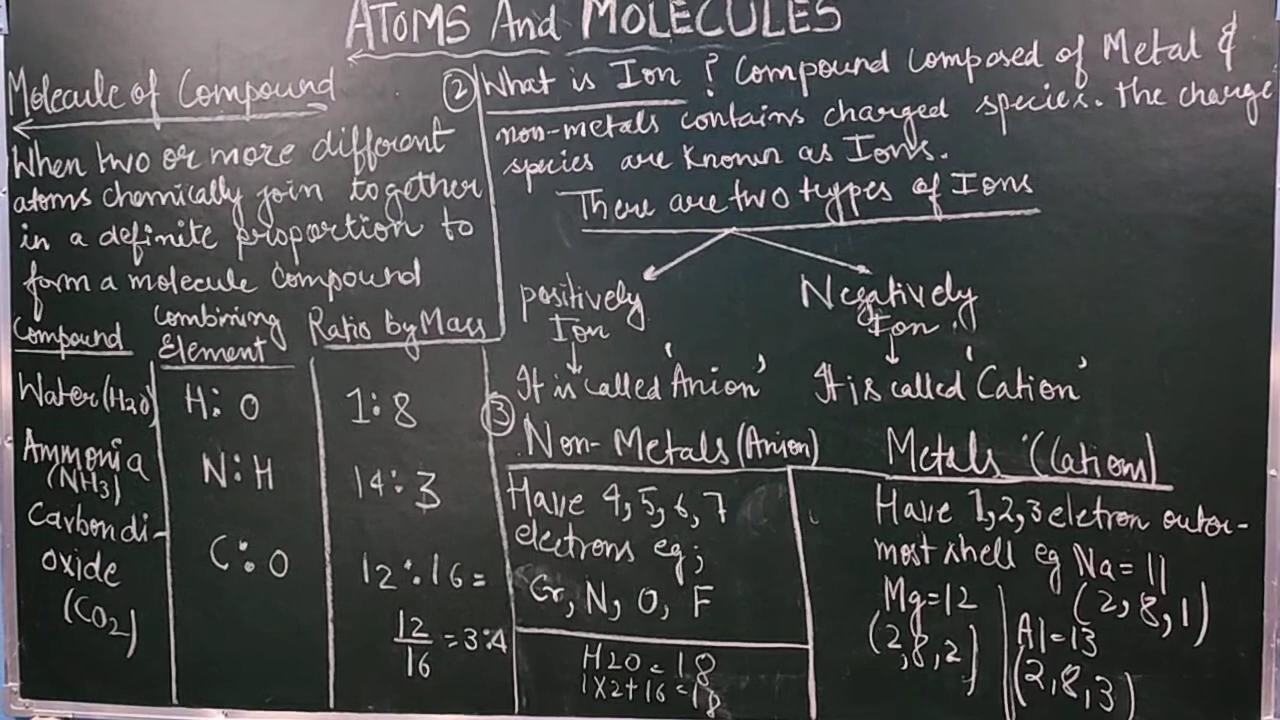 ATOMS And MOLECULES
Molecule of Compound
When two or more different
atoms chemically join together
in a definite proportion to
form a molecule compound
Compound
Combining
Element
Ratio by Mass
Water (H2O)
H: O
1:8
Ammonia
(NH3)
N:H
14:3
Carbondi-
oxide
(CO2)
C:O
12:16=
12/16 =3:4
② What is Ion ? Compound composed of Metal &
non-metals contains charged species. the charge
species are known as Ions.
There are two types of Ions
positively
Ion
It is called 'Anion'
Negatively
Ion.
It is called 'Cation'
③
Non-Metals (Anion)
Have 4,5,6,7
electrons eg;
Cr, N, O, F
H2O = 18
1X2+16=18
Metals (Cations)
Have 1,2,3 eletron outer-
most shell eg Na=11
(2,8,1)
Mg=12
(2,8,2)
Al=13
(2,8,3)